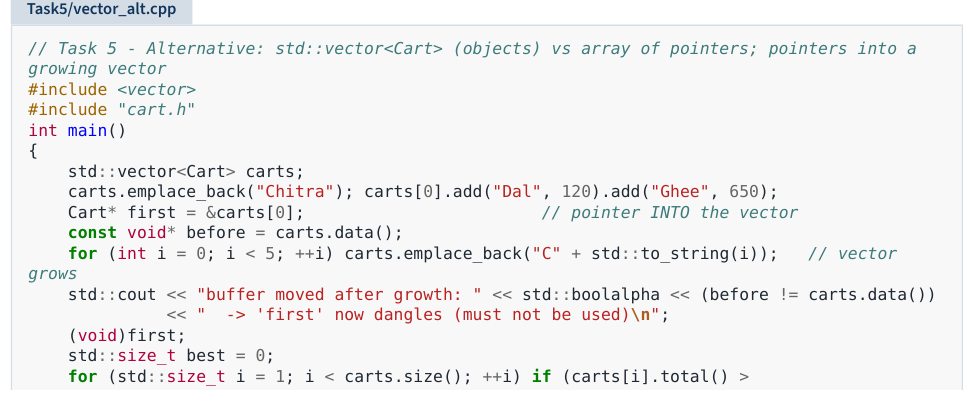 Task5/vector_alt.cpp
// Task 5 - Alternative: std::vector<Cart> (objects) vs array of pointers; pointers into a
growing vector
#include <vector>
#include "cart.h"
int main()
{
    std::vector<Cart> carts;
    carts.emplace_back("Chitra"); carts[0].add("Dal", 120).add("Ghee", 650);
    Cart* first = &carts[0];                        // pointer INTO the vector
    const void* before = carts.data();
    for (int i = 0; i < 5; ++i) carts.emplace_back("C" + std::to_string(i));   // vector
grows
    std::cout << "buffer moved after growth: " << std::boolalpha << (before != carts.data())
              << "  -> 'first' now dangles (must not be used)\n";
    (void)first;
    std::size_t best = 0;
    for (std::size_t i = 1; i < carts.size(); ++i) if (carts[i].total() >